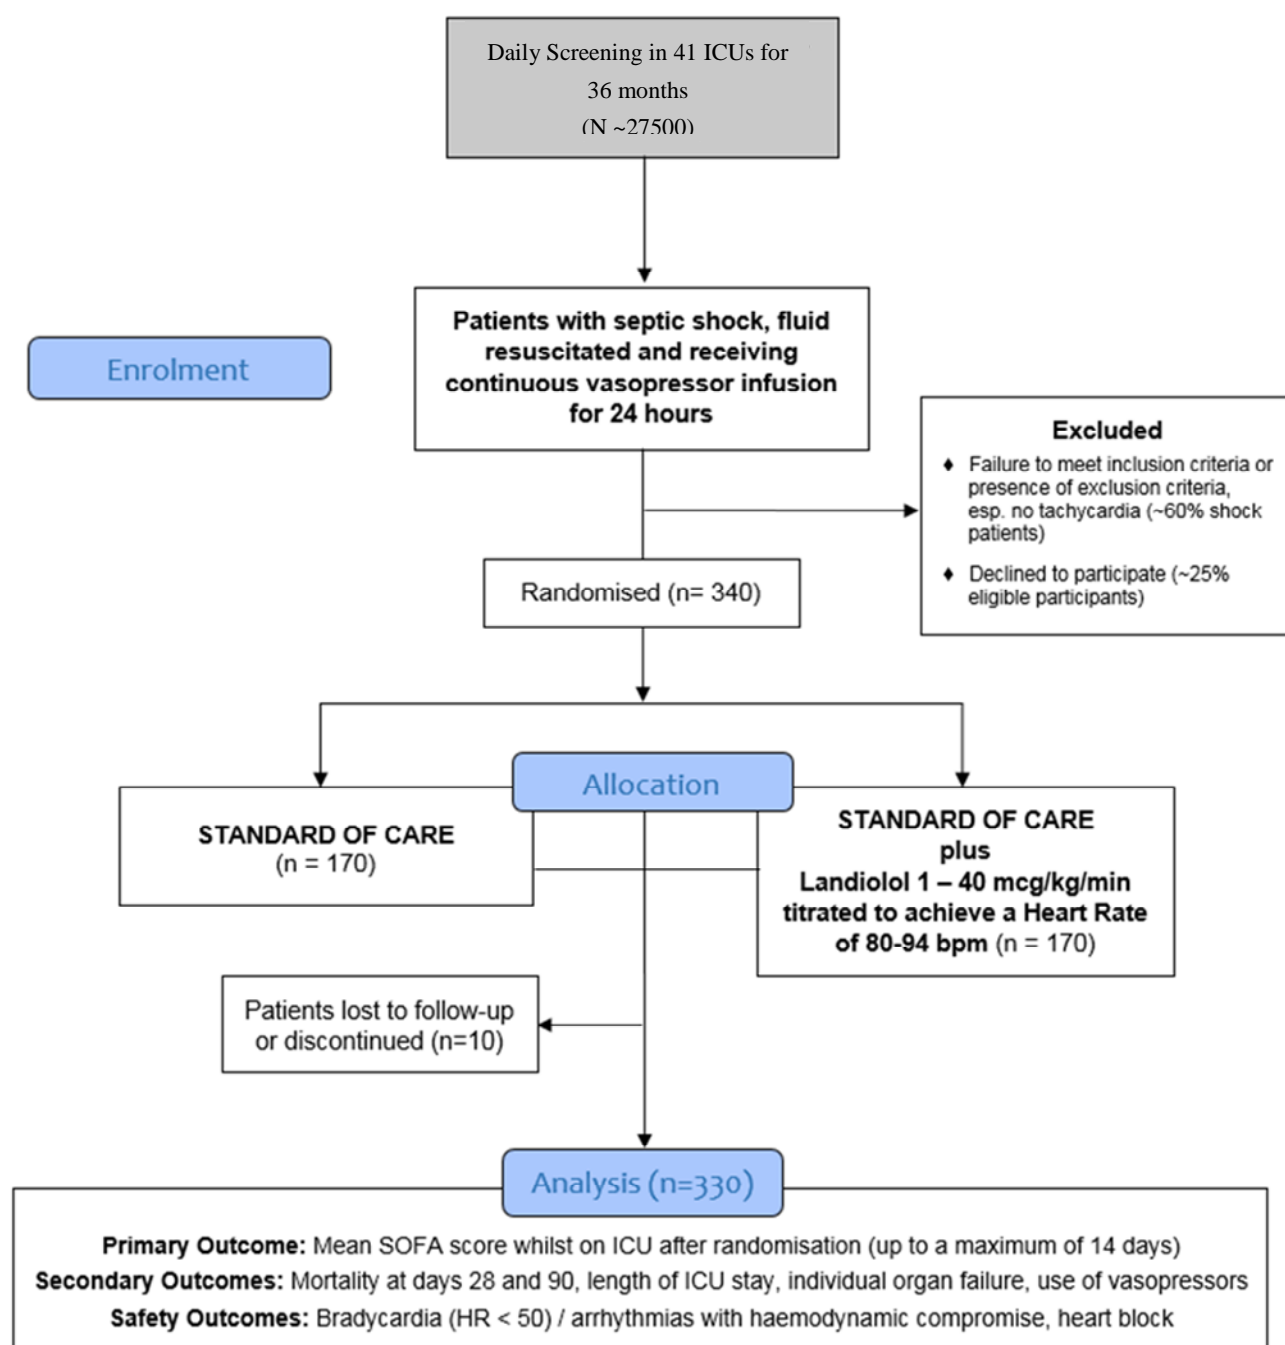 Daily Screening in 41 ICUs for
36 months
(N ~27500)
Patients with septic shock, fluid
resuscitated and receiving
continuous vasopressor infusion
for 24 hours
Enrolment
Excluded
♦ Failure to meet inclusion criteria or
presence of exclusion criteria,
esp. no tachycardia (~60% shock
patients)
♦ Declined to participate (~25%
eligible participants)
Randomised (n= 340)
Allocation
STANDARD OF CARE
(n = 170)
STANDARD OF CARE
plus
Landiolol 1 – 40 mcg/kg/min
titrated to achieve a Heart Rate
of 80-94 bpm (n = 170)
Patients lost to follow-up
or discontinued (n=10)
Analysis (n=330)
Primary Outcome: Mean SOFA score whilst on ICU after randomisation (up to a maximum of 14 days)
Secondary Outcomes: Mortality at days 28 and 90, length of ICU stay, individual organ failure, use of vasopressors
Safety Outcomes: Bradycardia (HR < 50) / arrhythmias with haemodynamic compromise, heart block